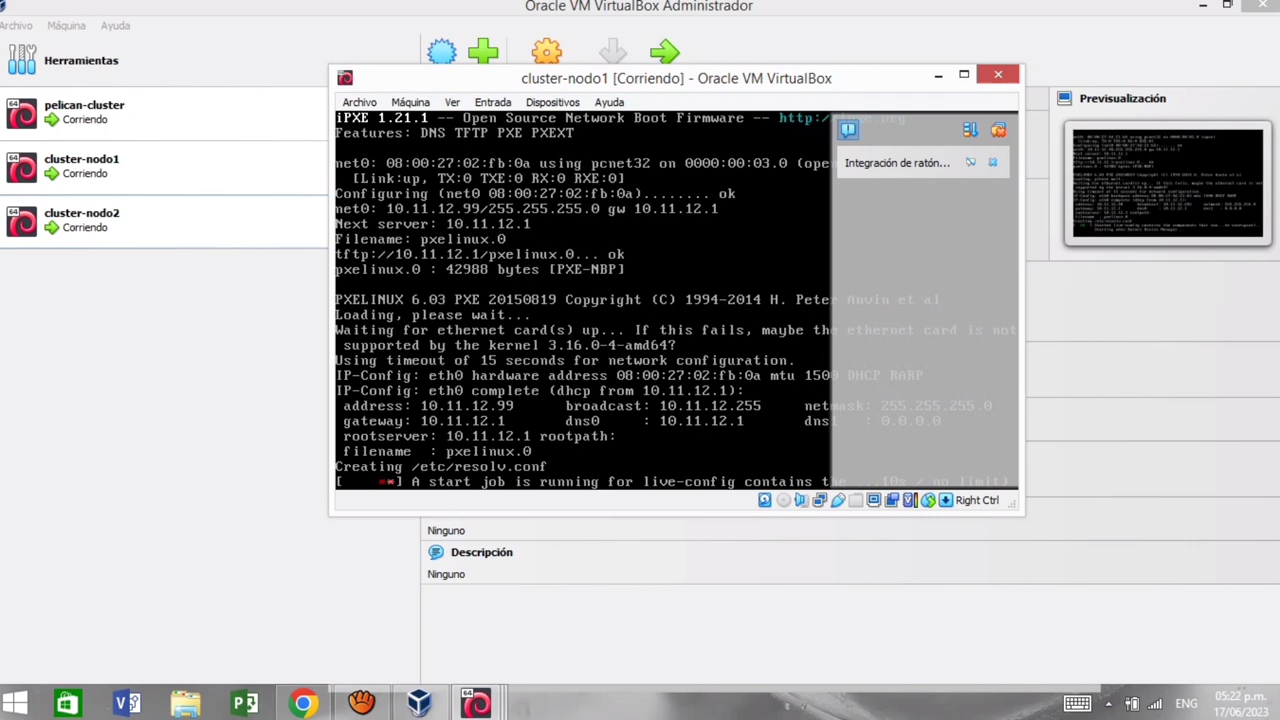 Oracle VM VirtualBox Administrador
Archivo Máquina Ayuda
Herramientas
pelican-cluster
Corriendo
cluster-nodo1
Corriendo
cluster-nodo2
Corriendo
cluster-nodo1 [Corriendo] - Oracle VM VirtualBox
Archivo Máquina Ver Entrada Dispositivos Ayuda
iPXE 1.21.1 -- Open Source Network Boot Firmware -- http://ipxe.org
Features: DNS TFTP PXE PXEXT
net0: 08:00:27:02:fb:0a using pcnet32 on 0000:00:03.0 (open)
[Link:up, TX:0 TXE:0 RX:0 RXE:0]
Configuring (net0 08:00:27:02:fb:0a)...... ok
net0: 10.11.12.99/255.255.255.0 gw 10.11.12.1
Next server: 10.11.12.1
Filename: pxelinux.0
tftp://10.11.12.1/pxelinux.0... ok
pxelinux.0 : 42988 bytes [PXE-NBP]
PXELINUX 6.03 PXE 20150819 Copyright (C) 1994-2014 H. Peter Anvin et al
Loading, please wait...
Waiting for ethernet card(s) up... If this fails, maybe the ethernet card is not
supported by the kernel 3.16.0-4-amd64?
Using timeout of 15 seconds for network configuration.
IP-Config: eth0 hardware address 08:00:27:02:fb:0a mtu 1500 DHCP RARP
IP-Config: eth0 complete (dhcp from 10.11.12.1):
address: 10.11.12.99 broadcast: 10.11.12.255 netmask: 255.255.255.0
gateway: 10.11.12.1 dns0 : 10.11.12.1 dns1 : 0.0.0.0
rootserver: 10.11.12.1 rootpath:
filename : pxelinux.0
Creating /etc/resolv.conf
[ **] A start job is running for live-config contains the ...10s / no limit)
Integración de ratón...
Right Ctrl
Previsualización
Ninguno
Descripción
Ninguno
ENG
05:22 p.m.
17/06/2023